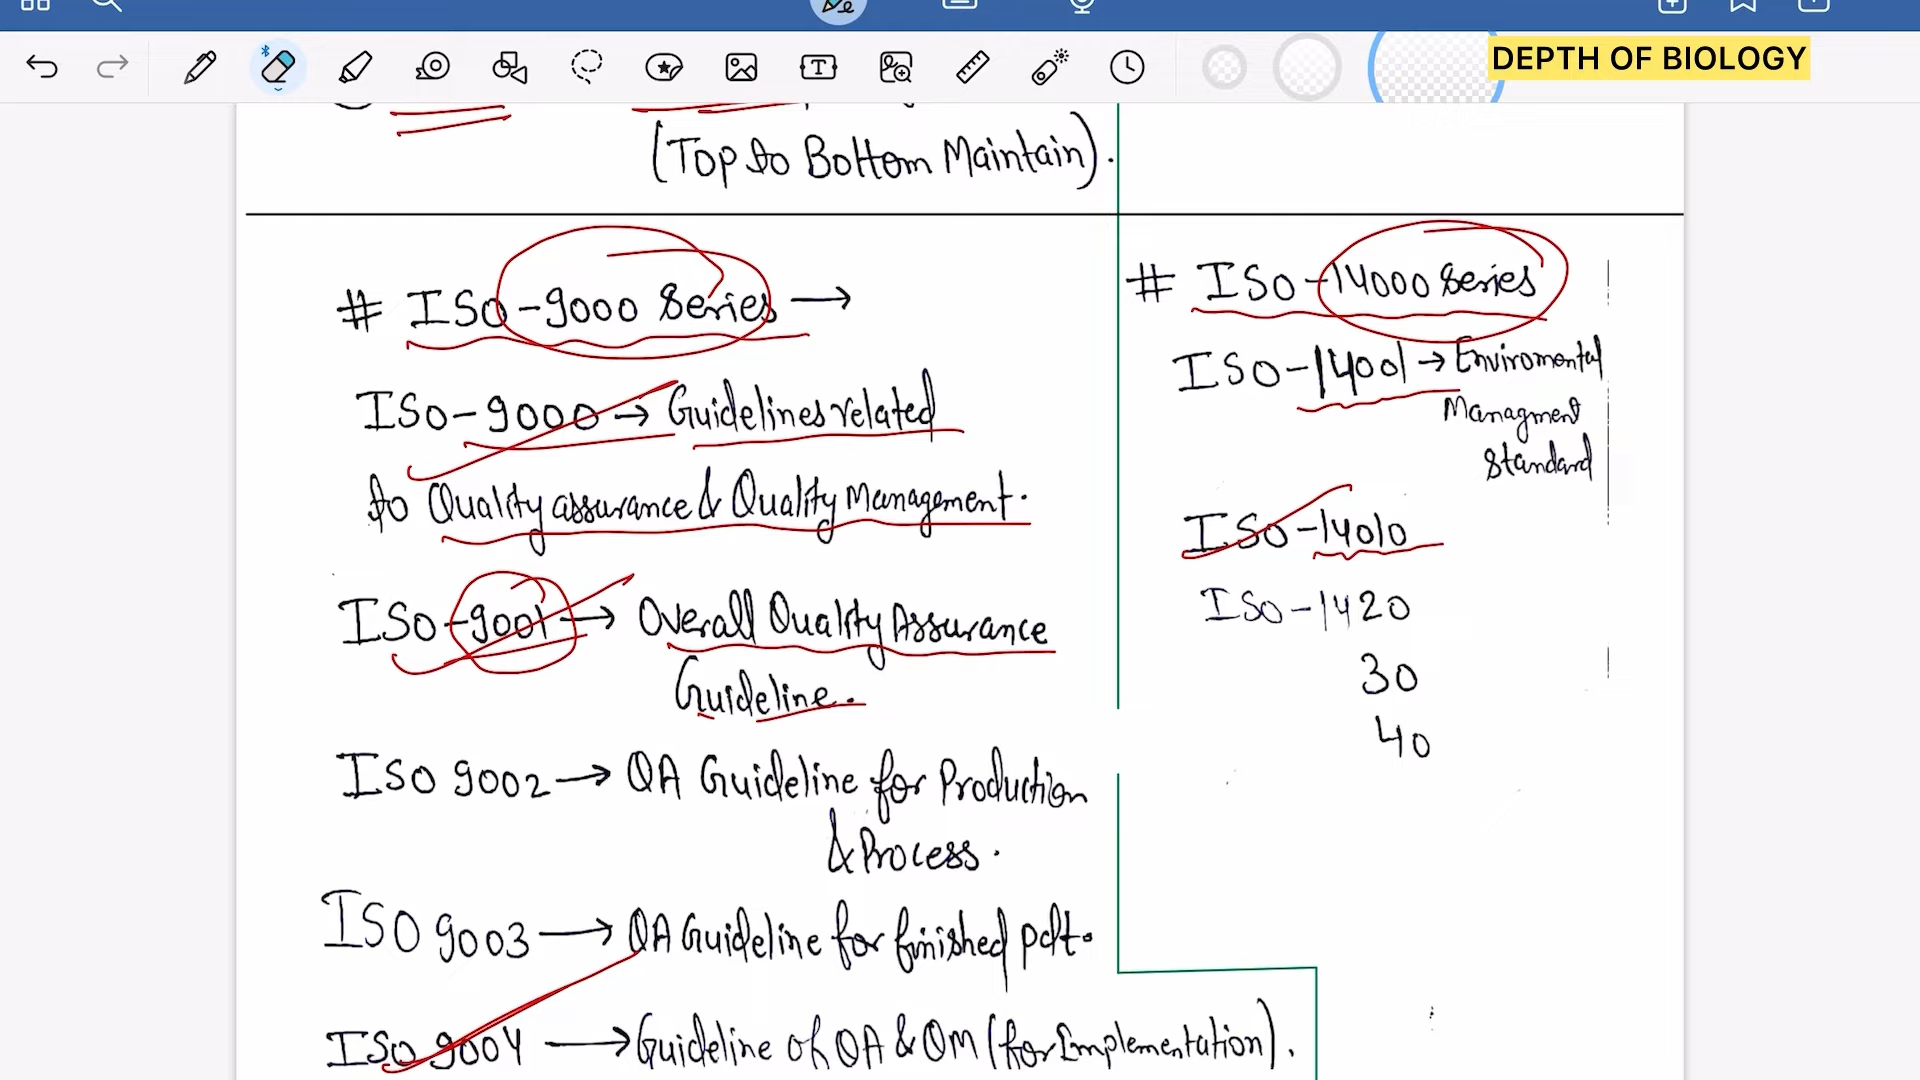 DEPTH OF BIOLOGY
(Top to Bottom Maintain).
# ISO-9000 Series →
ISO-9000 → Guidelines related
to Quality assurance & Quality Management.
ISO-9001 → Overall Quality Assurance
Guideline.
ISO 9002 → QA Guideline for Production
& Process.
ISO 9003 → QA Guideline for finished pdt.
ISO 9004 → Guideline of QA & QM (for Implementation).
# ISO-14000 Series
ISO-14001 → Enviromental
Managment
Standard
ISO-14010
ISO-1420
30
40